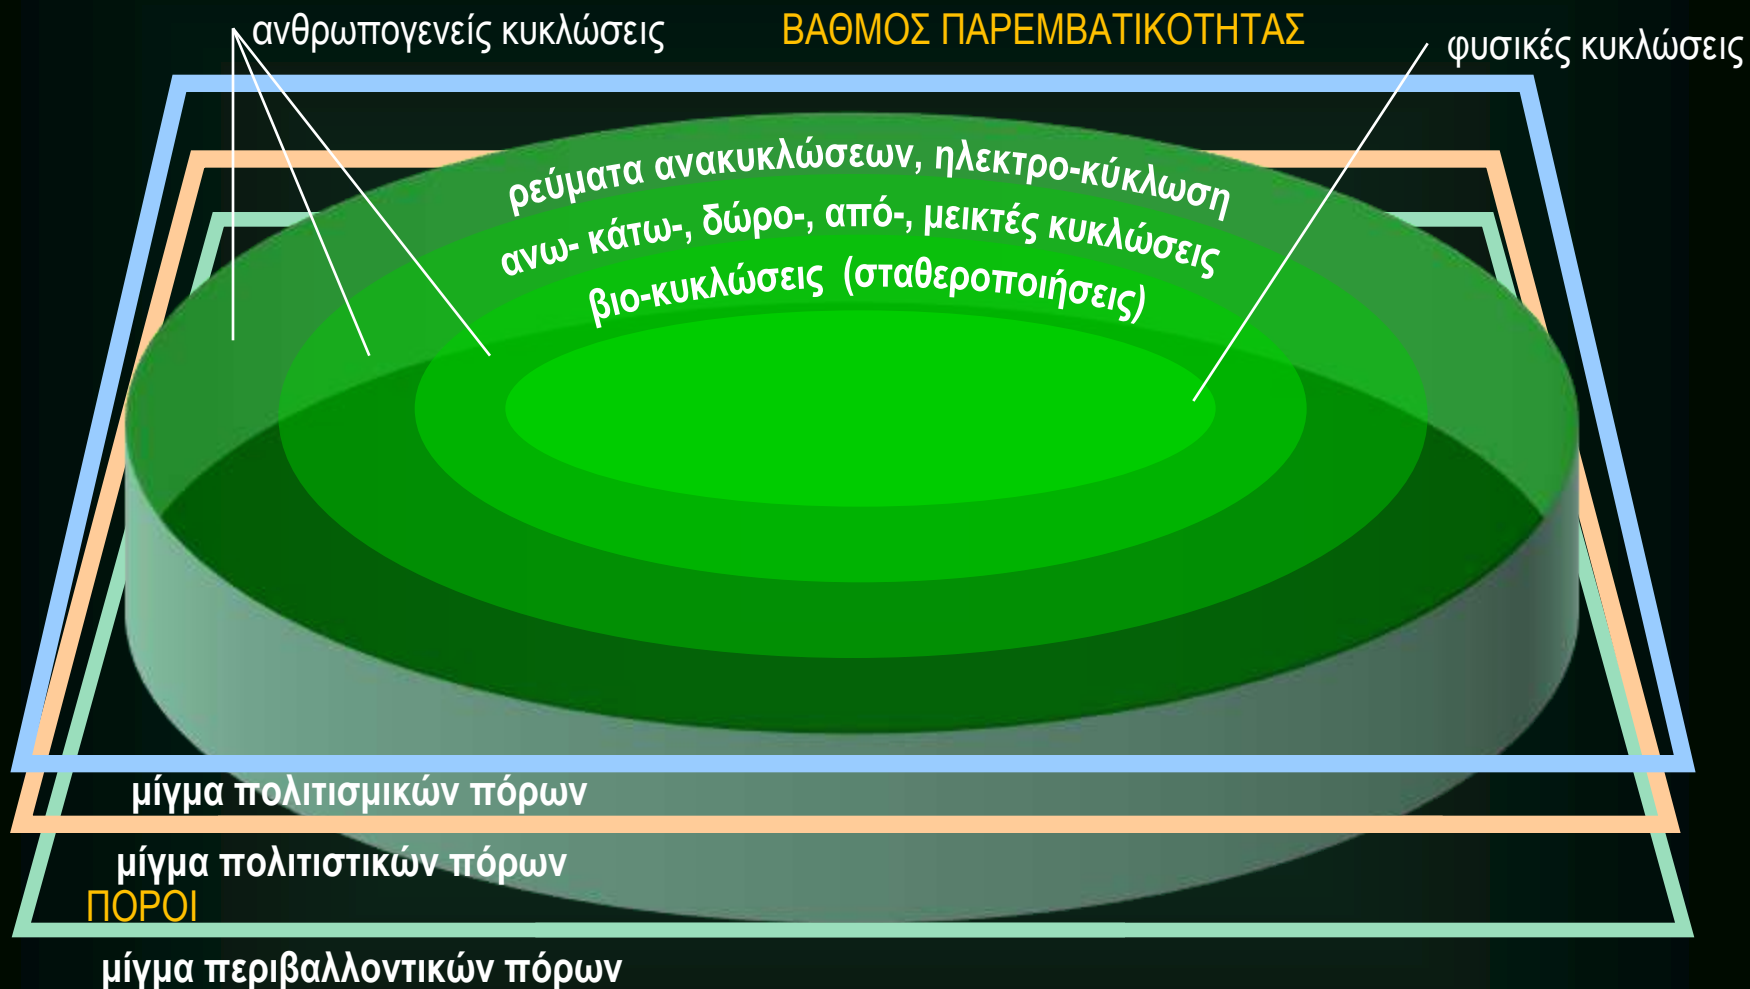 ανθρωπογενείς κυκλώσεις
ΒΑΘΜΟΣ ΠΑΡΕΜΒΑΤΙΚΟΤΗΤΑΣ
φυσικές κυκλώσεις
ρεύματα ανακυκλώσεων, ηλεκτρο-κύκλωση
ανω- κάτω-, δώρο-, από-, μεικτές κυκλώσεις
βιο-κυκλώσεις (σταθεροποιήσεις)
μίγμα πολιτισμικών πόρων
μίγμα πολιτιστικών πόρων
ΠΟΡΟΙ
μίγμα περιβαλλοντικών πόρων